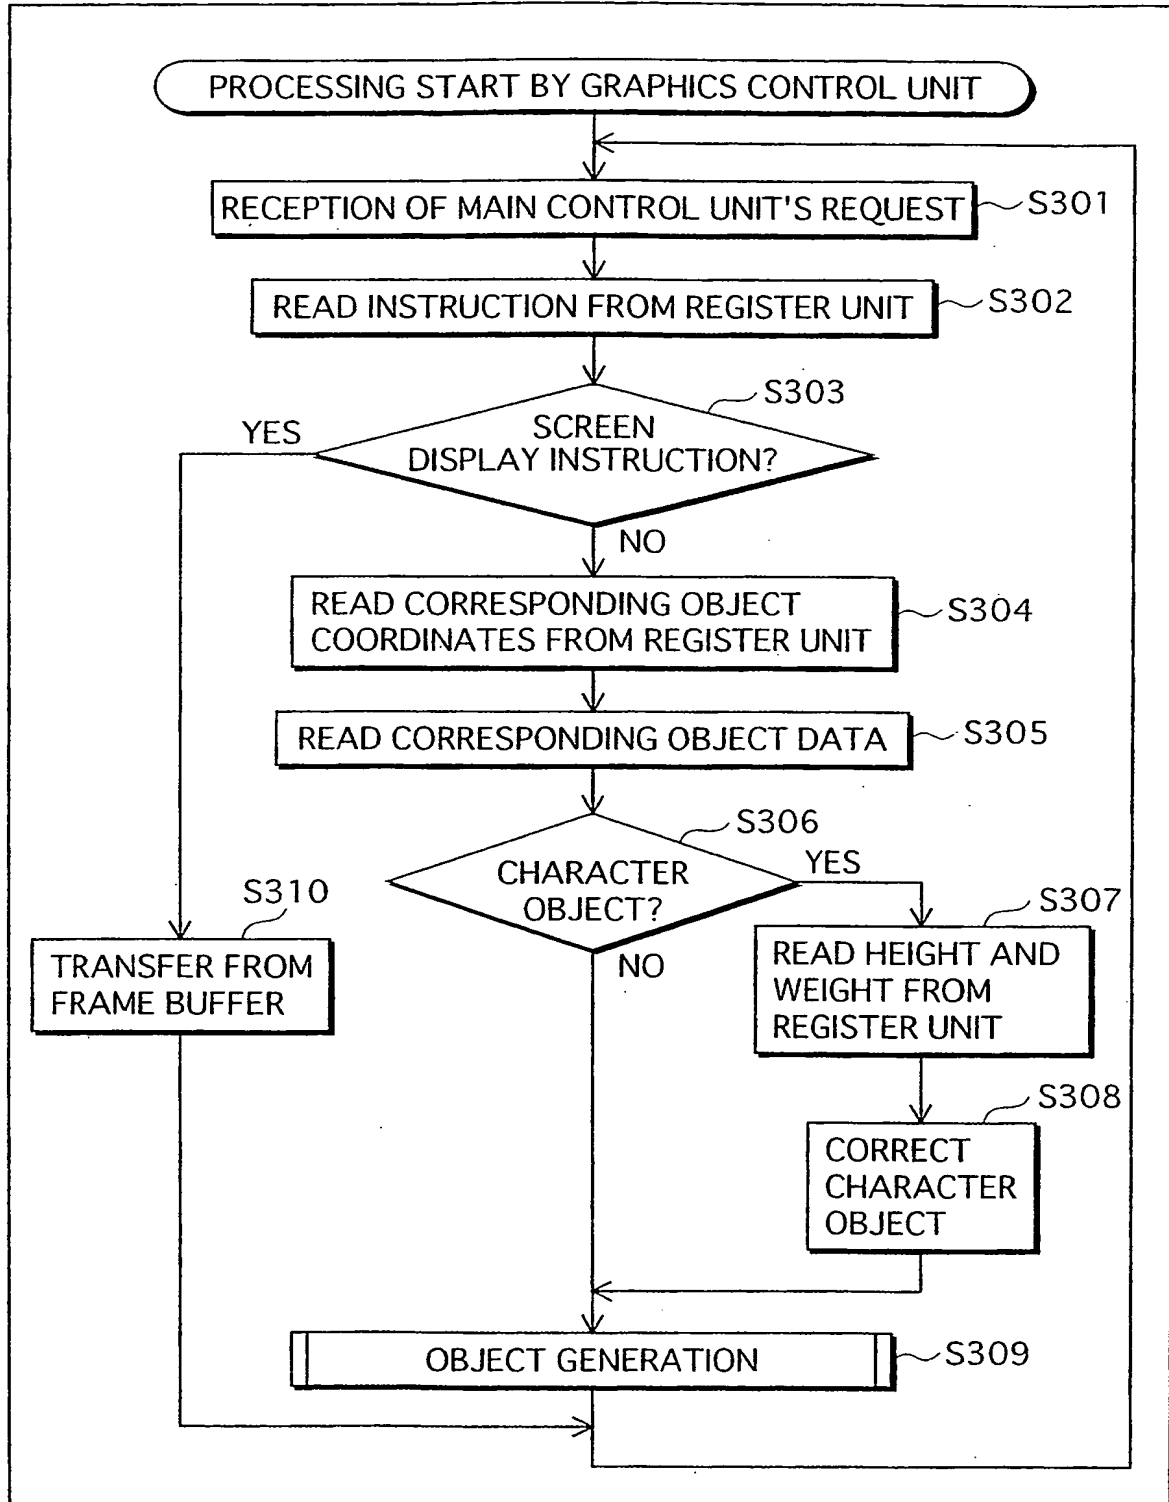 PROCESSING START BY GRAPHICS CONTROL UNIT
RECEPTION OF MAIN CONTROL UNIT'S REQUEST
S301
READ INSTRUCTION FROM REGISTER UNIT
S302
S303
YES
SCREEN
DISPLAY INSTRUCTION?
NO
READ CORRESPONDING OBJECT
COORDINATES FROM REGISTER UNIT
S304
READ CORRESPONDING OBJECT DATA
S305
S306
CHARACTER
OBJECT?
YES
NO
S310
TRANSFER FROM
FRAME BUFFER
S307
READ HEIGHT AND
WEIGHT FROM
REGISTER UNIT
S308
CORRECT
CHARACTER
OBJECT
OBJECT GENERATION
S309